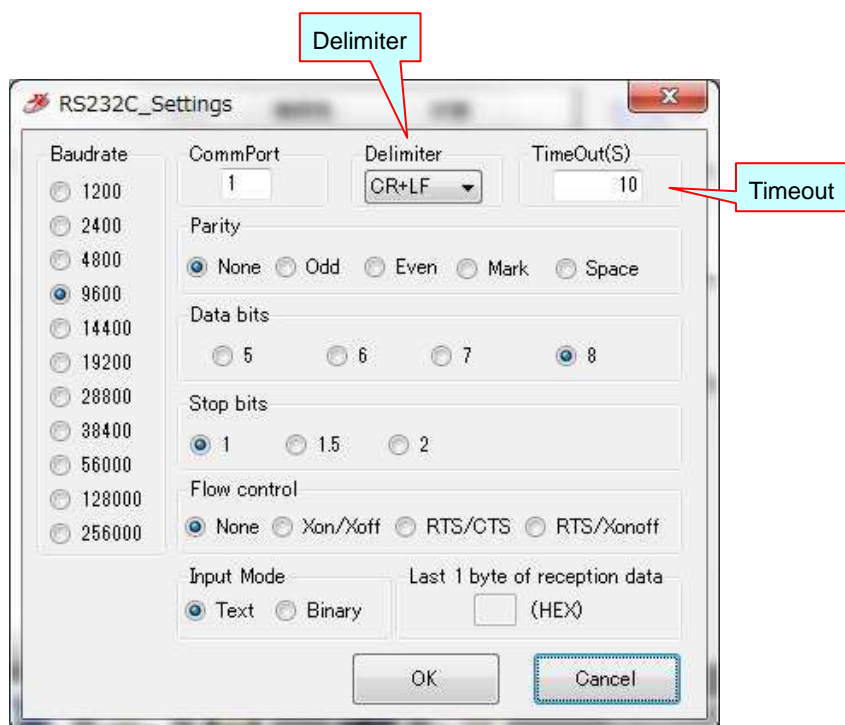 Delimiter
RS232C_Settings
Baudrate
1200
2400
4800
9600
14400
19200
28800
38400
56000
128000
256000
CommPort
1
Delimiter
CR+LF
TimeOut(S)
10
Timeout
Parity
None Odd Even Mark Space
Data bits
5 6 7 8
Stop bits
1 1.5 2
Flow control
None Xon/Xoff RTS/CTS RTS/Xonoff
Input Mode
Text Binary
Last 1 byte of reception data
(HEX)
OK Cancel